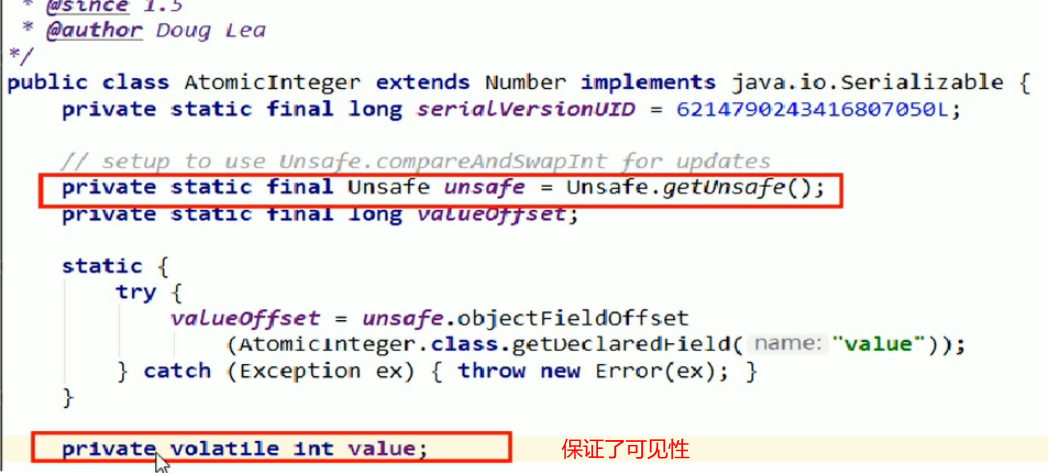 * @since 1.5
* @author Doug Lea
*/
public class AtomicInteger extends Number implements java.io.Serializable {
private static final long serialVersionUID = 6214790243416807050L;
// setup to use Unsafe.compareAndSwapInt for updates
private static final Unsafe unsafe = Unsafe.getUnsafe();
private static final long valueOffset;
static {
try {
valueOffset = unsafe.objectFieldOffset
(AtomicInteger.class.getDeclaredField( name: "value"));
} catch (Exception ex) { throw new Error(ex); }
}
private volatile int value; 保证了可见性